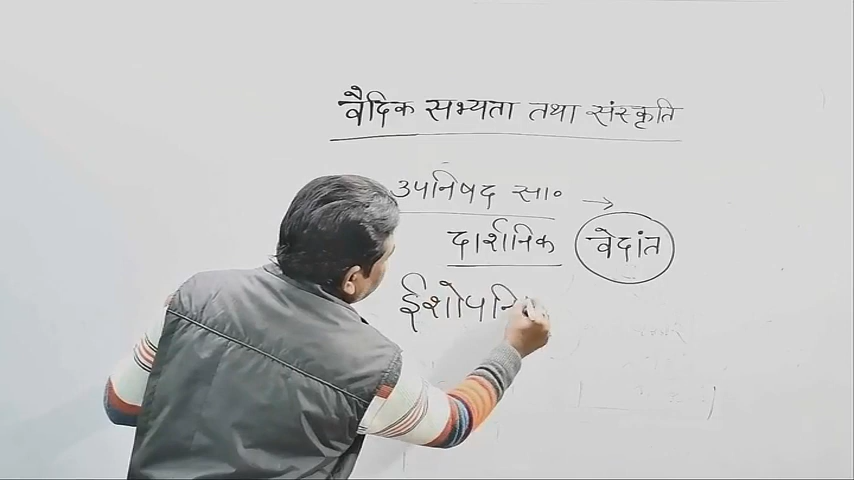 वैदिक सभ्यता तथा संस्कृति
उपनिषद सा० →
दार्शनिक वेदांत
ईशोपनि